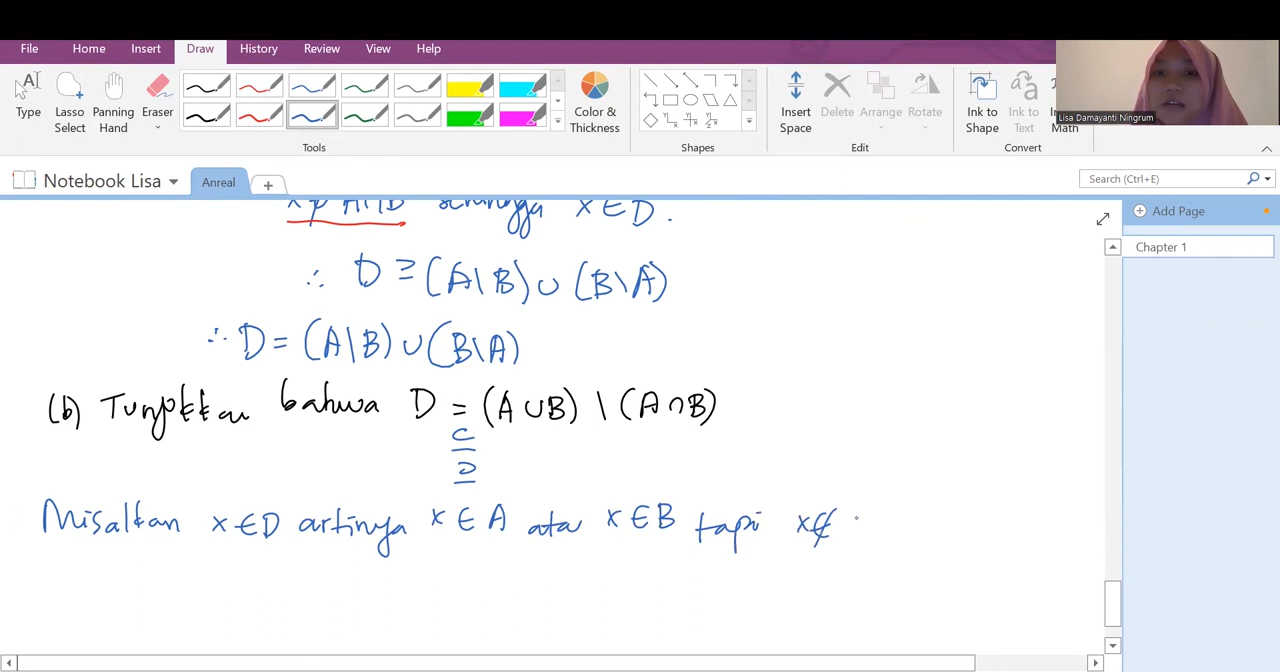 File Home Insert Draw History Review View Help
Type Lasso Select Panning Hand Eraser Color & Thickness Insert Space Delete Arrange Rotate Ink to Shape Ink to Text Math
Lisa Damayanti Ningrum
Tools Shapes Edit Convert
Notebook Lisa Anreal Search (Ctrl+E)
x ∉ A∩B sehingga x ∈ D.
Add Page
Chapter 1
∴ D ⊇ (A\B) ∪ (B\A)
∴ D = (A\B) ∪ (B\A)
(b) Tunjukkan bahwa D = (A∪B) \ (A∩B)
⊆
⊇
Misalkan x ∈ D artinya x ∈ A atau x ∈ B tapi x ∉